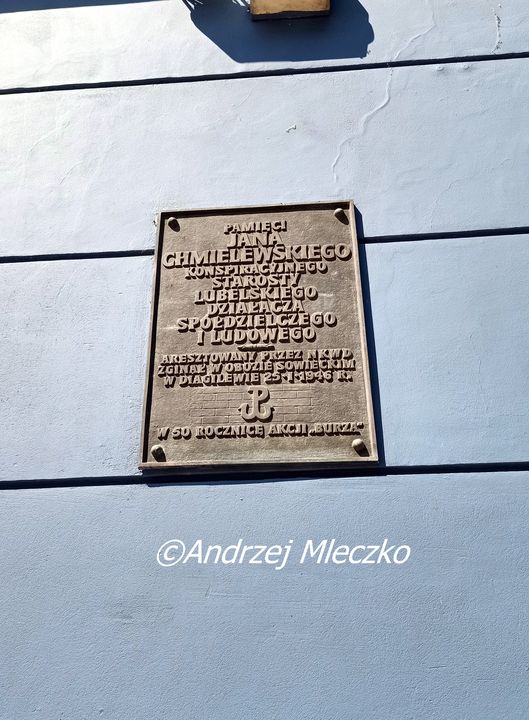 PAMIĘCI
JANA
CHMIELEWSKIEGO
KONSPIRACYJNEGO
STAROSTY
LUBELSKIEGO
DZIAŁACZA
SPÓŁDZIELCZEGO
I LUDOWEGO
ARESZTOWANY PRZEZ NKWD
ZGINĄŁ W OBOZIE SOWIECKIM
W DIAGILEWIE 25·I·1946 R.
W 50 ROCZNICĘ AKCJI „BURZA"
©Andrzej Mleczko